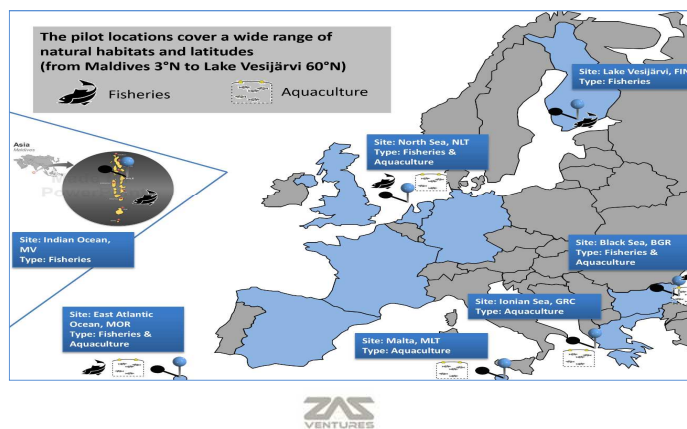 The pilot locations cover a wide range of
natural habitats and latitudes
(from Maldives 3°N to Lake Vesijärvi 60°N)
Fisheries
Aquaculture
Site: Lake Vesijärvi, FIN
Type: Fisheries
Site: North Sea, NLT
Type: Fisheries &
Aquaculture
Asia
Maldives
Site: Indian Ocean,
MV
Type: Fisheries
Site: Black Sea, BGR
Type: Fisheries &
Aquaculture
Site: Ionian Sea, GRC
Type: Aquaculture
Site: East Atlantic
Ocean, MOR
Type: Fisheries &
Aquaculture
Site: Malta, MLT
Type: Aquaculture
ZAS
VENTURES